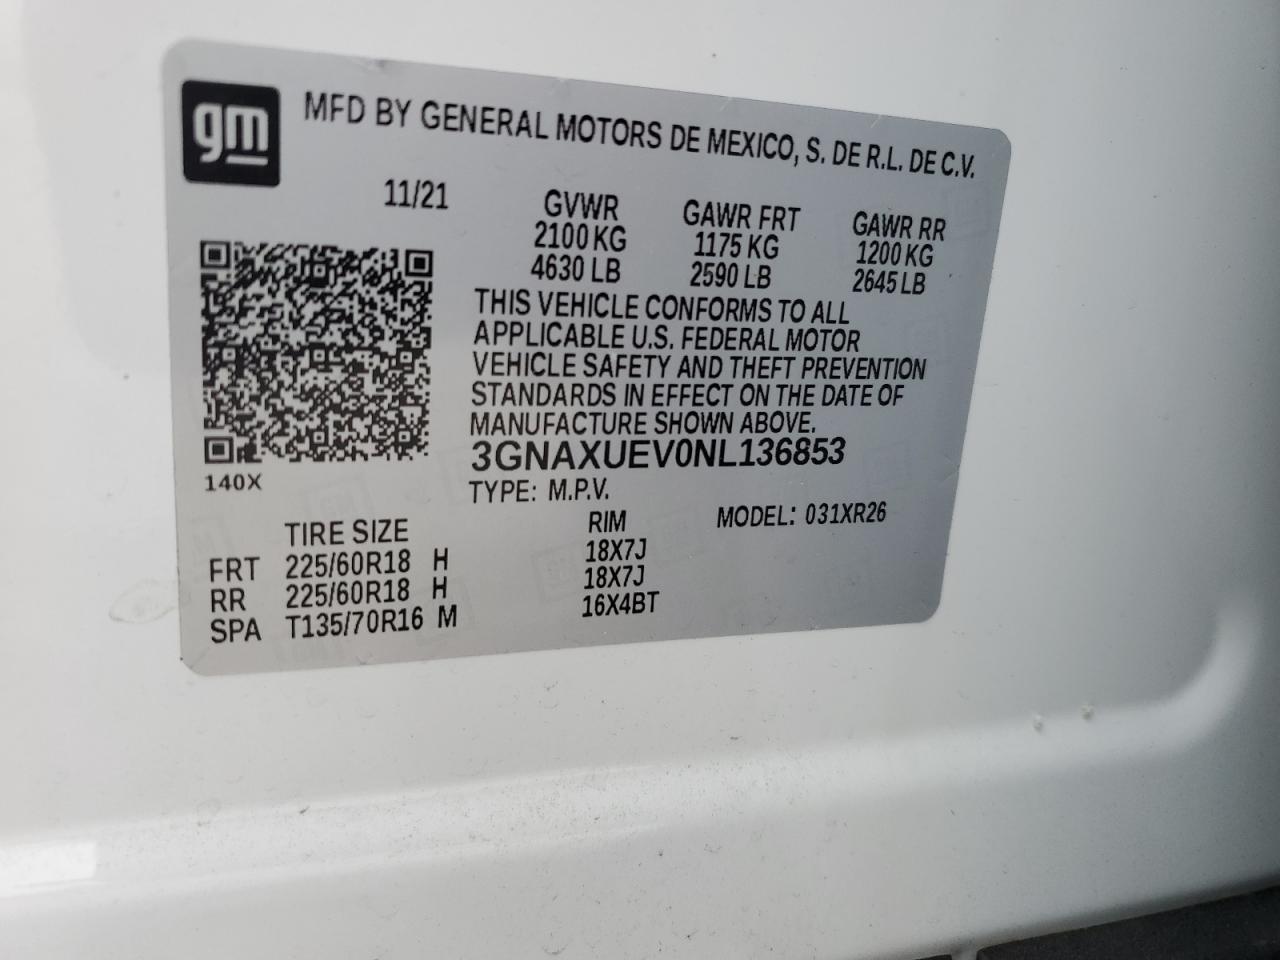 gm
MFD BY GENERAL MOTORS DE MEXICO, S. DE R.L. DE C.V.
11/21 GVWR GAWR FRT GAWR RR
2100 KG 1175 KG 1200 KG
4630 LB 2590 LB 2645 LB
THIS VEHICLE CONFORMS TO ALL
APPLICABLE U.S. FEDERAL MOTOR
VEHICLE SAFETY AND THEFT PREVENTION
STANDARDS IN EFFECT ON THE DATE OF
MANUFACTURE SHOWN ABOVE.
3GNAXUEV0NL136853
140X
TYPE: M.P.V.
TIRE SIZE RIM MODEL: 031XR26
FRT 225/60R18 H 18X7J
RR 225/60R18 H 18X7J
SPA T135/70R16 M 16X4BT